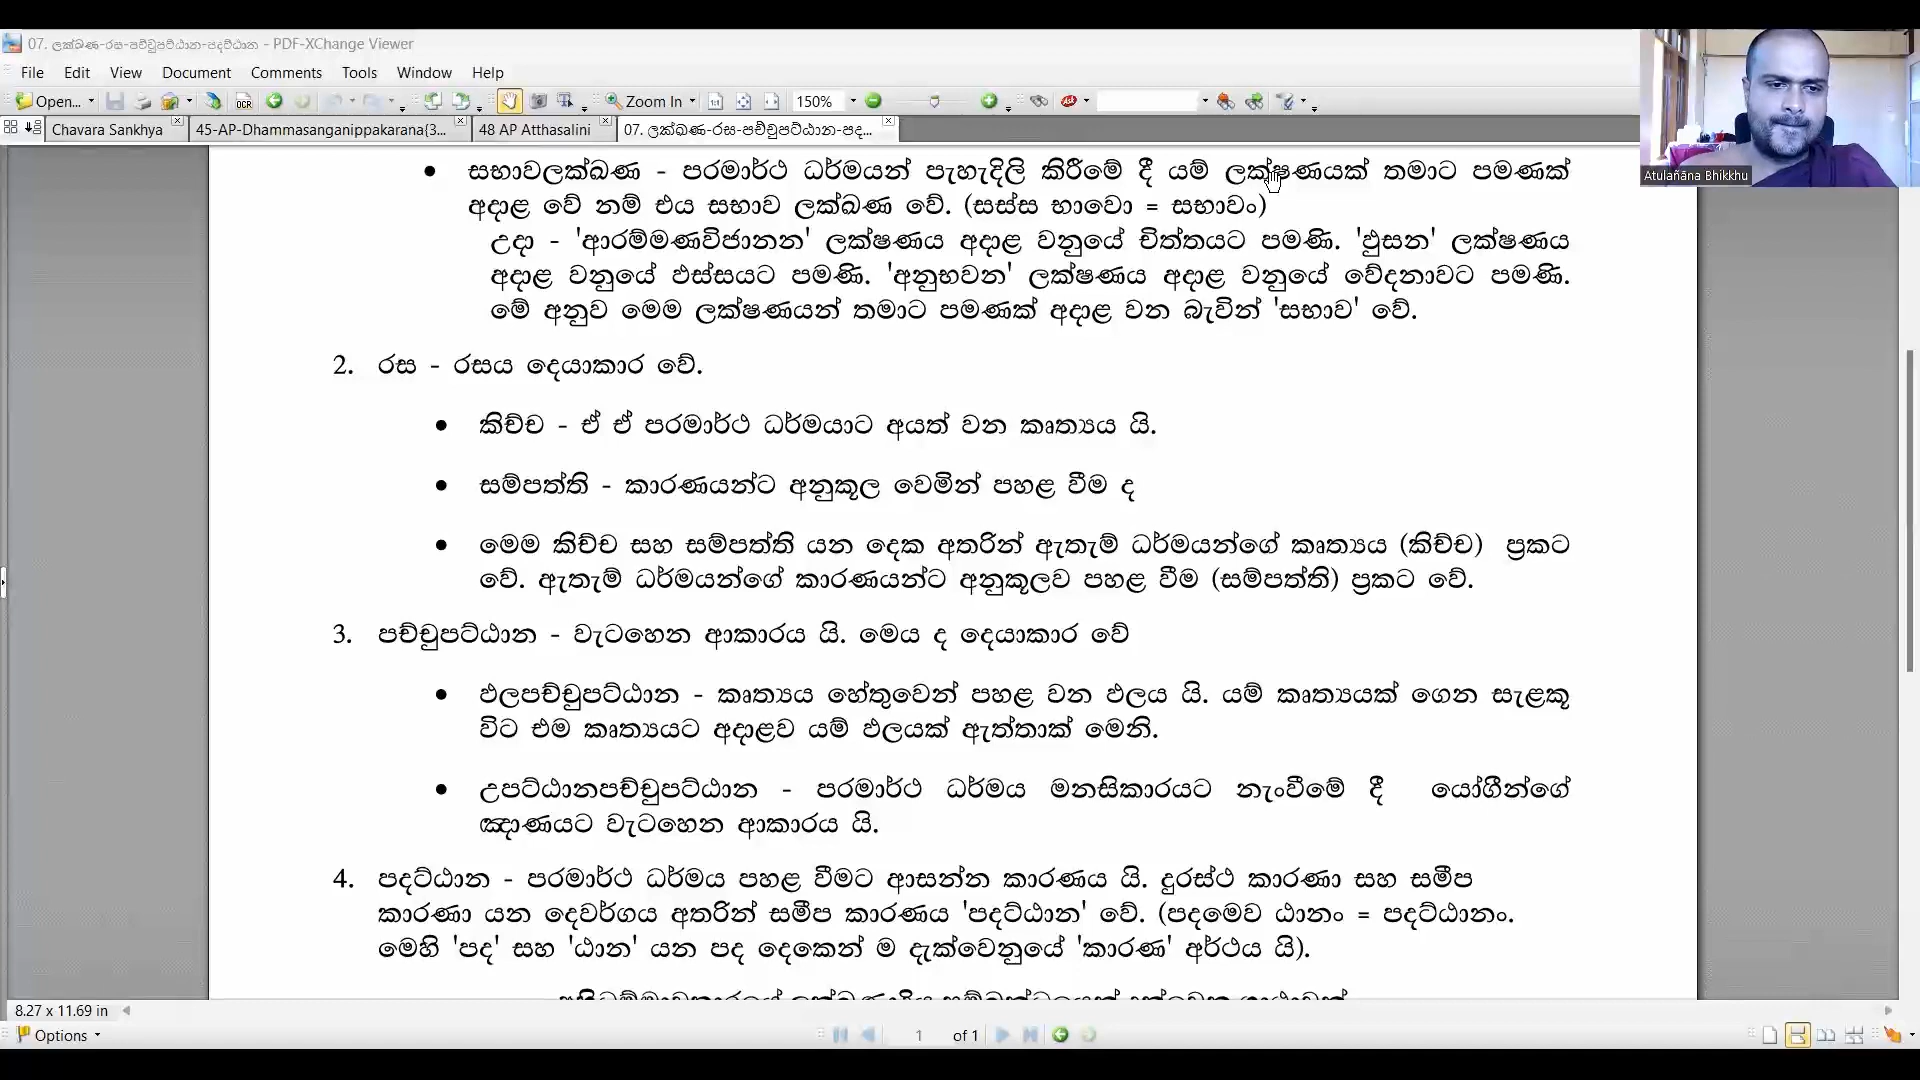 07. ලක්ඛණ-රස-පච්චුපට්ඨාන-පදට්ඨාන - PDF-XChange Viewer
File Edit View Document Comments Tools Window Help
Open... OCR Zoom In 150%
Chavara Sankhya 45-AP-Dhammasanganippakarana{3... 48 AP Atthasalini 07. ලක්ඛණ-රස-පච්චුපට්ඨාන-පද...
Atulañāna Bhikkhu
• සභාවලක්ඛණ - පරමාර්ථ ධර්මයන් පැහැදිලි කිරීමේ දී යම් ලක්ෂණයක් තමාට පමණක්
අදාළ වේ නම් එය සභාව ලක්ඛණ වේ. (සස්ස භාවො = සභාවං)
උදා - 'ආරම්මණවිජානන' ලක්ෂණය අදාළ වනුයේ චිත්තයට පමණි. 'ඵුසන' ලක්ෂණය
අදාළ වනුයේ ඵස්සයට පමණි. 'අනුභවන' ලක්ෂණය අදාළ වනුයේ වේදනාවට පමණි.
මේ අනුව මෙම ලක්ෂණයන් තමාට පමණක් අදාළ වන බැවින් 'සභාව' වේ.
2. රස - රසය දෙයාකාර වේ.
• කිච්ච - ඒ ඒ පරමාර්ථ ධර්මයාට අයත් වන කෘත්‍යය යි.
• සම්පත්ති - කාරණයන්ට අනුකූල වෙමින් පහළ වීම ද
• මෙම කිච්ච සහ සම්පත්ති යන දෙක අතරින් ඇතැම් ධර්මයන්ගේ කෘත්‍යය (කිච්ච) ප්‍රකට
වේ. ඇතැම් ධර්මයන්ගේ කාරණයන්ට අනුකූලව පහළ වීම (සම්පත්ති) ප්‍රකට වේ.
3. පච්චුපට්ඨාන - වැටහෙන ආකාරය යි. මෙය ද දෙයාකාර වේ
• ඵලපච්චුපට්ඨාන - කෘත්‍යය හේතුවෙන් පහළ වන ඵලය යි. යම් කෘත්‍යයක් ගෙන සැළකූ
විට එම කෘත්‍යයට අදාළව යම් ඵලයක් ඇත්තාක් මෙනි.
• උපට්ඨානපච්චුපට්ඨාන - පරමාර්ථ ධර්මය මනසිකාරයට නැංවීමේ දී යෝගීන්ගේ
ඤාණයට වැටහෙන ආකාරය යි.
4. පදට්ඨාන - පරමාර්ථ ධර්මය පහළ වීමට ආසන්න කාරණය යි. දුරස්ථ කාරණා සහ සමීප
කාරණා යන දෙවර්ගය අතරින් සමීප කාරණය 'පදට්ඨාන' වේ. (පදමෙව ඨානං = පදට්ඨානං.
මෙහි 'පද' සහ 'ඨාන' යන පද දෙකෙන් ම දැක්වෙනුයේ 'කාරණ' අර්ථය යි).
8.27 x 11.69 in
Options 1 of 1